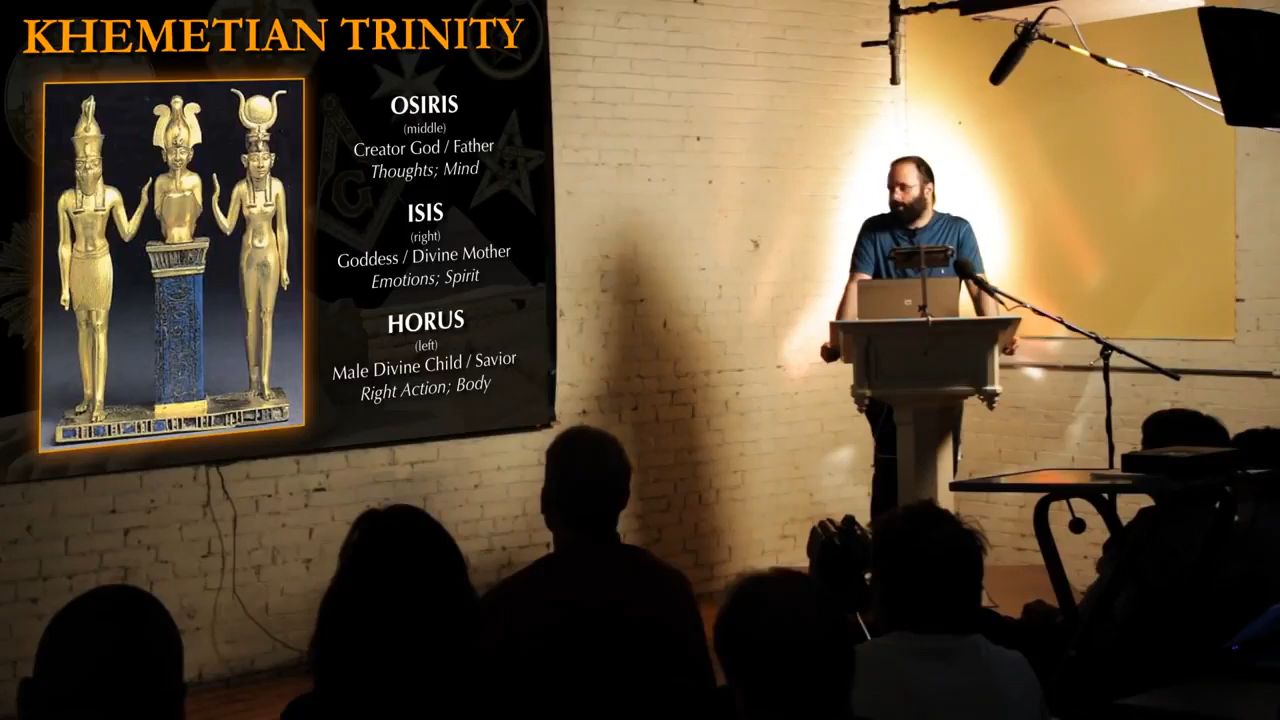 KHEMETIAN TRINITY
OSIRIS
(middle)
Creator God / Father
Thoughts; Mind
ISIS
(right)
Goddess / Divine Mother
Emotions; Spirit
HORUS
(left)
Male Divine Child / Savior
Right Action; Body
G